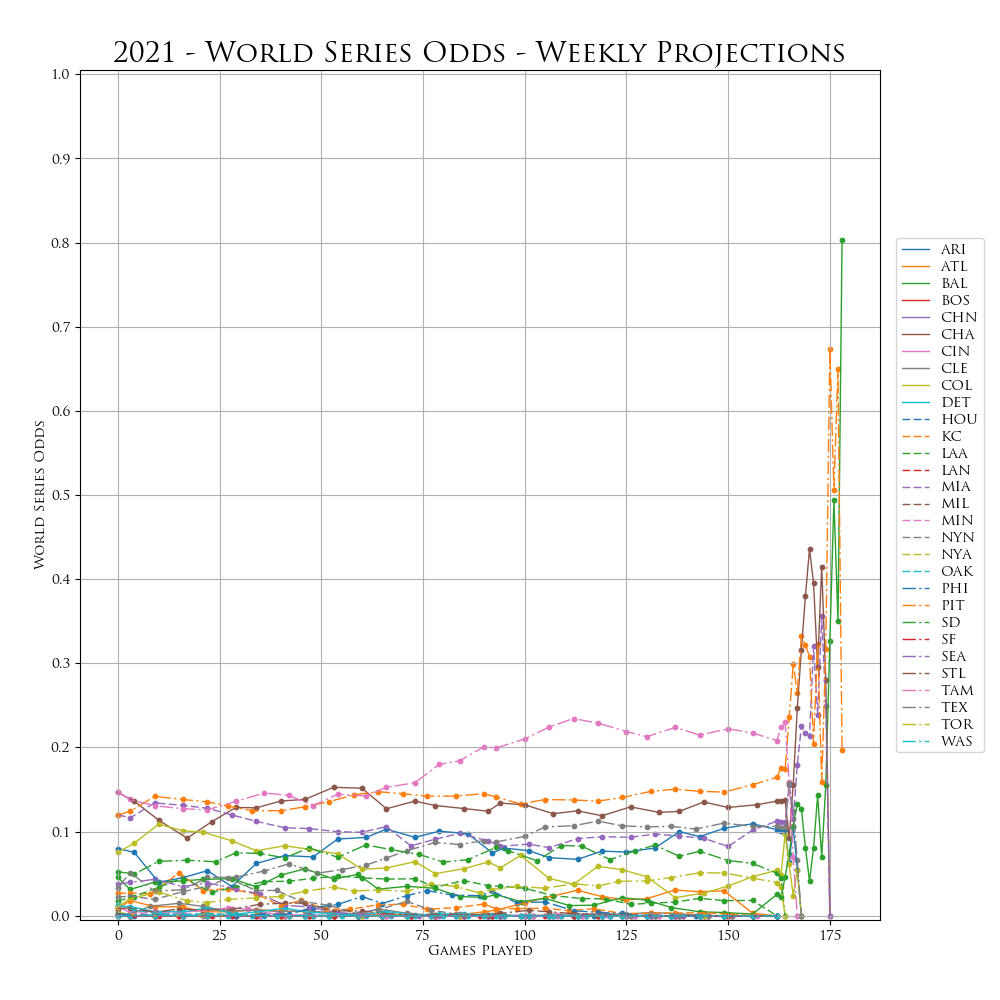 2021 - World Series Odds - Weekly Projections
1.0
0.9
0.8
0.7
0.6
0.5
0.4
0.3
0.2
0.1
0.0
World Series Odds
0 25 50 75 100 125 150 175
Games Played
ARI
ATL
BAL
BOS
CHN
CHA
CIN
CLE
COL
DET
HOU
KC
LAA
LAN
MIA
MIL
MIN
NYN
NYA
OAK
PHI
PIT
SD
SF
SEA
STL
TAM
TEX
TOR
WAS